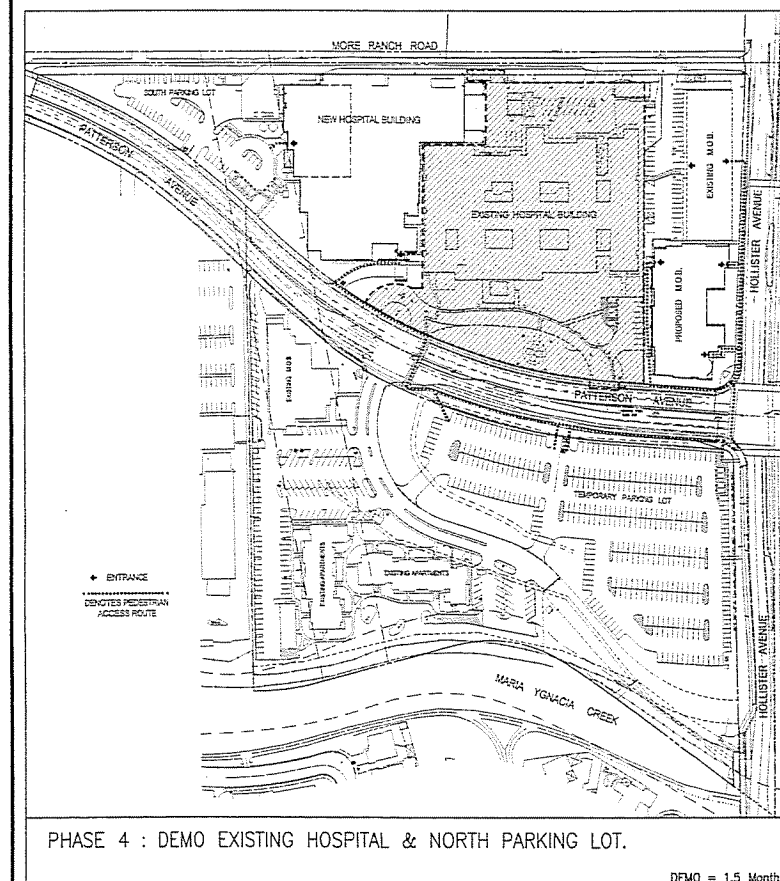 MORE RANCH ROAD
SOUTH PARKING LOT
NEW HOSPITAL BUILDING
PATTERSON AVENUE
EXISTING HOSPITAL BUILDING
EXISTING M.O.B.
PROPOSED M.O.B.
HOLLISTER AVENUE
PATTERSON AVENUE
EXISTING MOB
TEMPORARY PARKING LOT
EXISTING APARTMENTS
EXISTING APARTMENTS
ENTRANCE
DENOTES PEDESTRIAN
ACCESS ROUTE
MARIA YGNACIA CREEK
HOLLISTER AVENUE
PHASE 4 : DEMO EXISTING HOSPITAL & NORTH PARKING LOT.
DEMO = 1.5 Month